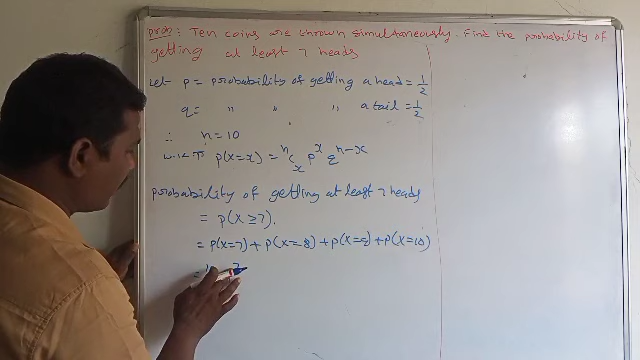 prob: Ten coins are thrown simultaneously. Find the probability of
getting at least 7 heads
Let p = probability of getting a head = 1/2
q = " " a tail = 1/2
∴ n = 10
W.K.T P(X=x) = ⁿCₓ pˣ qⁿ⁻ˣ
probability of getting at least 7 heads
= P(X≥7).
= P(X=7) + P(X=8) + P(X=9) + P(X=10)
=